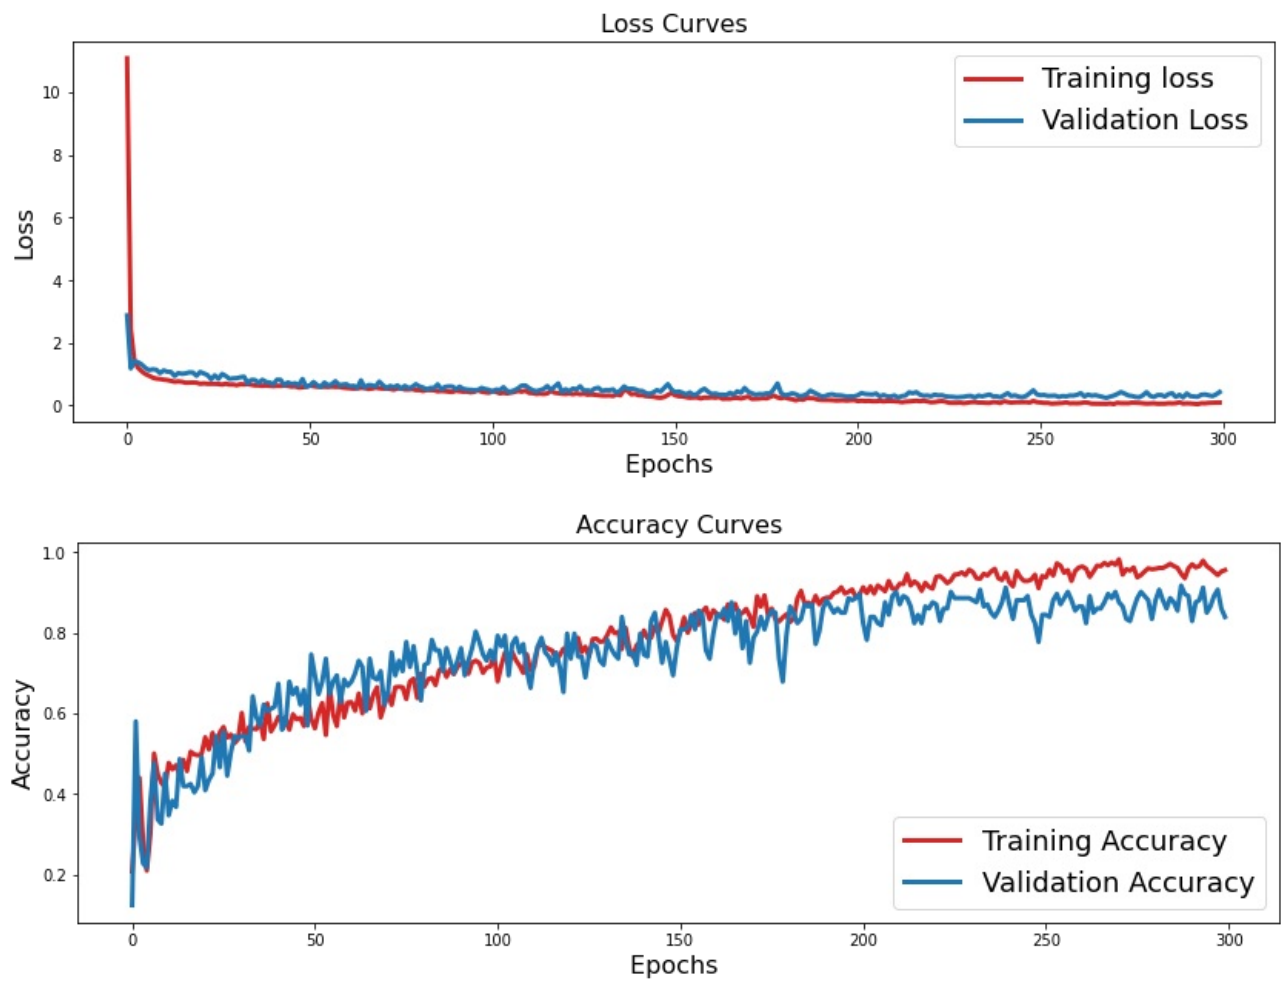 Loss Curves
Training loss
Validation Loss
10
8
6
4
2
0
Loss
0 50 100 150 200 250 300
Epochs
Accuracy Curves
1.0
0.8
0.6
0.4
0.2
Accuracy
Training Accuracy
Validation Accuracy
0 50 100 150 200 250 300
Epochs